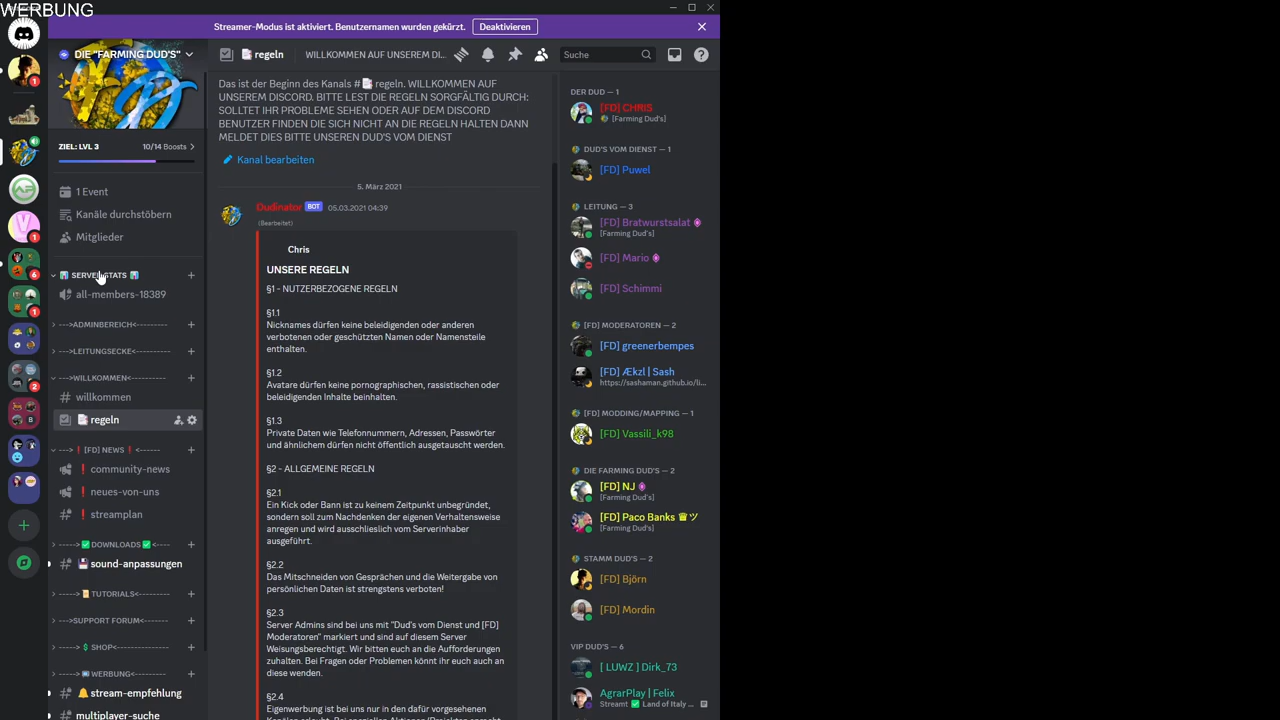 WERBUNG
Streamer-Modus ist aktiviert. Benutzernamen wurden gekürzt.
Deaktivieren
DIE "FARMING DUD'S"
ZIEL: LVL 3
10/14 Boosts
1 Event
Kanäle durchstöbern
Mitglieder
SERVERSTATS
all-members-18389
--->ADMINBEREICH<---------
--->LEITUNGSECKE<---------
--->WILLKOMMEN<---------
willkommen
regeln
---> ❗ [FD] NEWS ❗ <------
❗ community-news
❗ neues-von-uns
❗ streamplan
----->✅DOWNLOADS✅<----
sound-anpassungen
----->TUTORIALS<---------
--->SUPPORT FORUM<---------
-----> SHOP<---------
-----> WERBUNG<---------
stream-empfehlung
multiplayer-suche
regeln
WILLKOMMEN AUF UNSEREM DI...
Suche
Das ist der Beginn des Kanals # regeln. WILLKOMMEN AUF
UNSEREM DISCORD. BITTE LEST DIE REGELN SORGFÄLTIG DURCH:
SOLLTET IHR PROBLEME SEHEN ODER AUF DEM DISCORD
BENUTZER FINDEN DIE SICH NICHT AN DIE REGELN HALTEN DANN
MELDET DIES BITTE UNSEREN DUD'S VOM DIENST
Kanal bearbeiten
5. März 2021
Dudinator BOT 05.03.2021 04:39
(Bearbeitet)
Chris
UNSERE REGELN
§1 - NUTZERBEZOGENE REGELN
§1.1
Nicknames dürfen keine beleidigenden oder anderen
verbotenen oder geschützten Namen oder Namensteile
enthalten.
§1.2
Avatare dürfen keine pornographischen, rassistischen oder
beleidigenden Inhalte beinhalten.
§1.3
Private Daten wie Telefonnummern, Adressen, Passwörter
und ähnlichem dürfen nicht öffentlich ausgetauscht werden.
§2 - ALLGEMEINE REGELN
§2.1
Ein Kick oder Bann ist zu keinem Zeitpunkt unbegründet,
sondern soll zum Nachdenken der eigenen Verhaltensweise
anregen und wird ausschlieslich vom Serverinhaber
ausgeführt.
§2.2
Das Mitschneiden von Gesprächen und die Weitergabe von
persönlichen Daten ist strengstens verboten!
§2.3
Server Admins sind bei uns mit "Dud's vom Dienst und [FD]
Moderatoren" markiert und sind auf diesem Server
Weisungsberechtigt. Wir bitten euch an die Aufforderungen
zuhalten. Bei Fragen oder Problemen könnt ihr euch auch an
diese wenden.
§2.4
Eigenwerbung ist bei uns nur in den dafür vorgesehenen
DER DUD — 1
[FD] CHMIS
[Farming Dud's]
DUD'S VOM DIENST — 1
[FD] Puwel
LEITUNG — 3
[FD] Bratwurstsalat
[Farming Dud's]
[FD] Mario
[FD] Schimmi
[FD] MODERATOREN — 2
[FD] greenerbempes
[FD] Ækzl | Sash
https://sashaman.github.io/li...
[FD] MODDING/MAPPING — 1
[FD] Vassili_k98
DIE FARMING DUD'S — 2
[FD] NJ
[Farming Dud's]
[FD] Paco Banks ♛ツ
[Farming Dud's]
STAMM DUD'S — 2
[FD] Björn
[FD] Mordin
VIP DUD'S — 6
[ LUWZ ] Dirk_73
AgrarPlay | Felix
Streamt ✅ Land of Italy ...